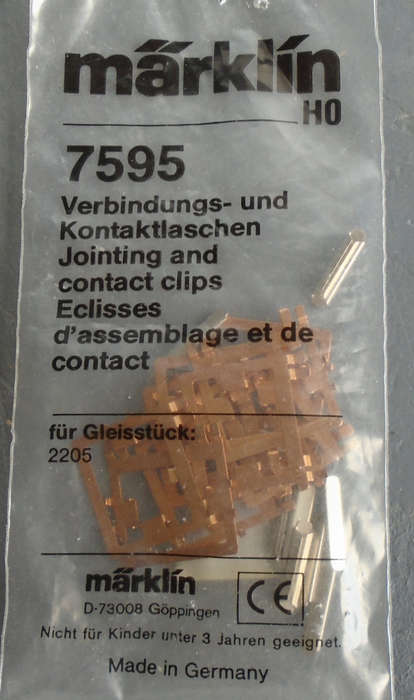 märklin
HO
7595
Verbindungs- und
Kontaktlaschen
Jointing and
contact clips
Eclisses
d'assemblage et de
contact
für Gleisstück:
2205
märklin
D-73008 Göppingen
CE
Nicht für Kinder unter 3 Jahren geeignet.
Made in Germany